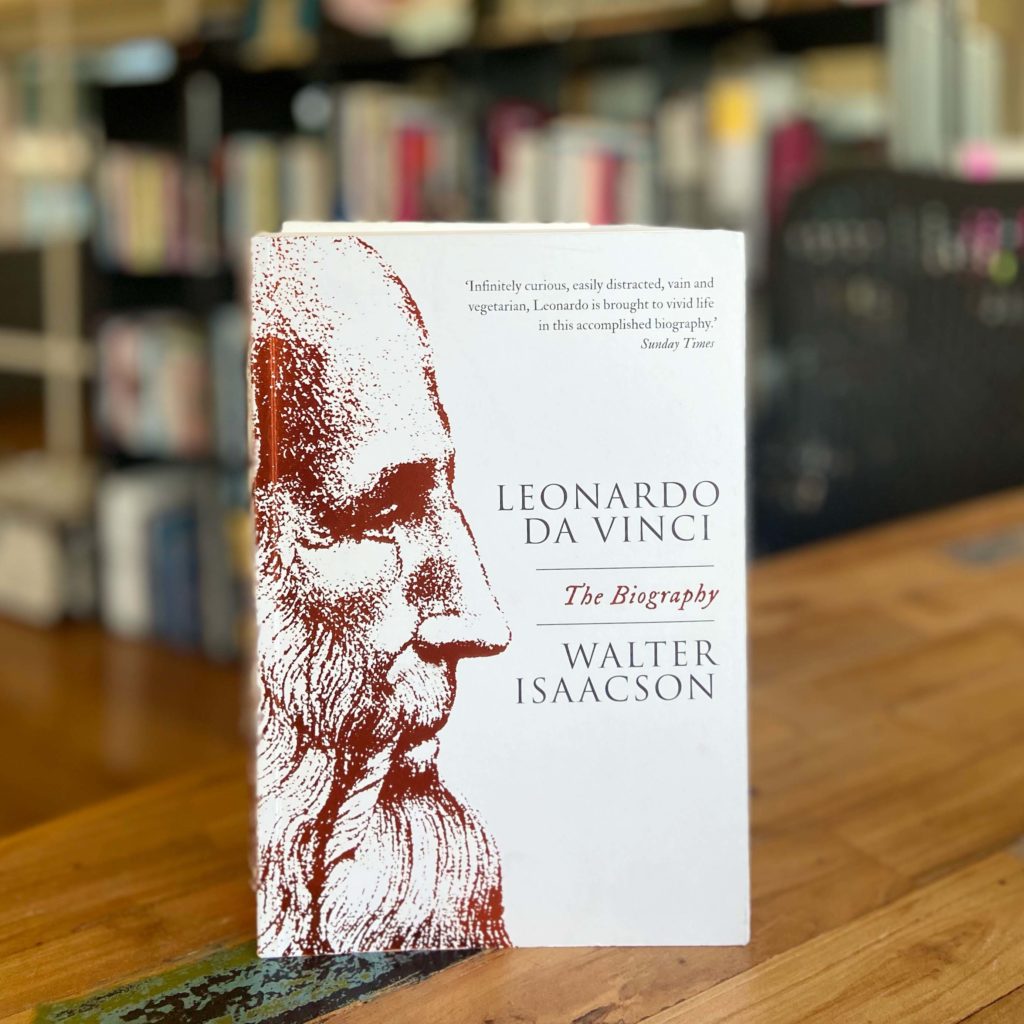 ‘Infinitely curious, easily distracted, vain and
vegetarian, Leonardo is brought to vivid life
in this accomplished biography.’
Sunday Times
LEONARDO
DA VINCI
The Biography
WALTER
ISAACSON